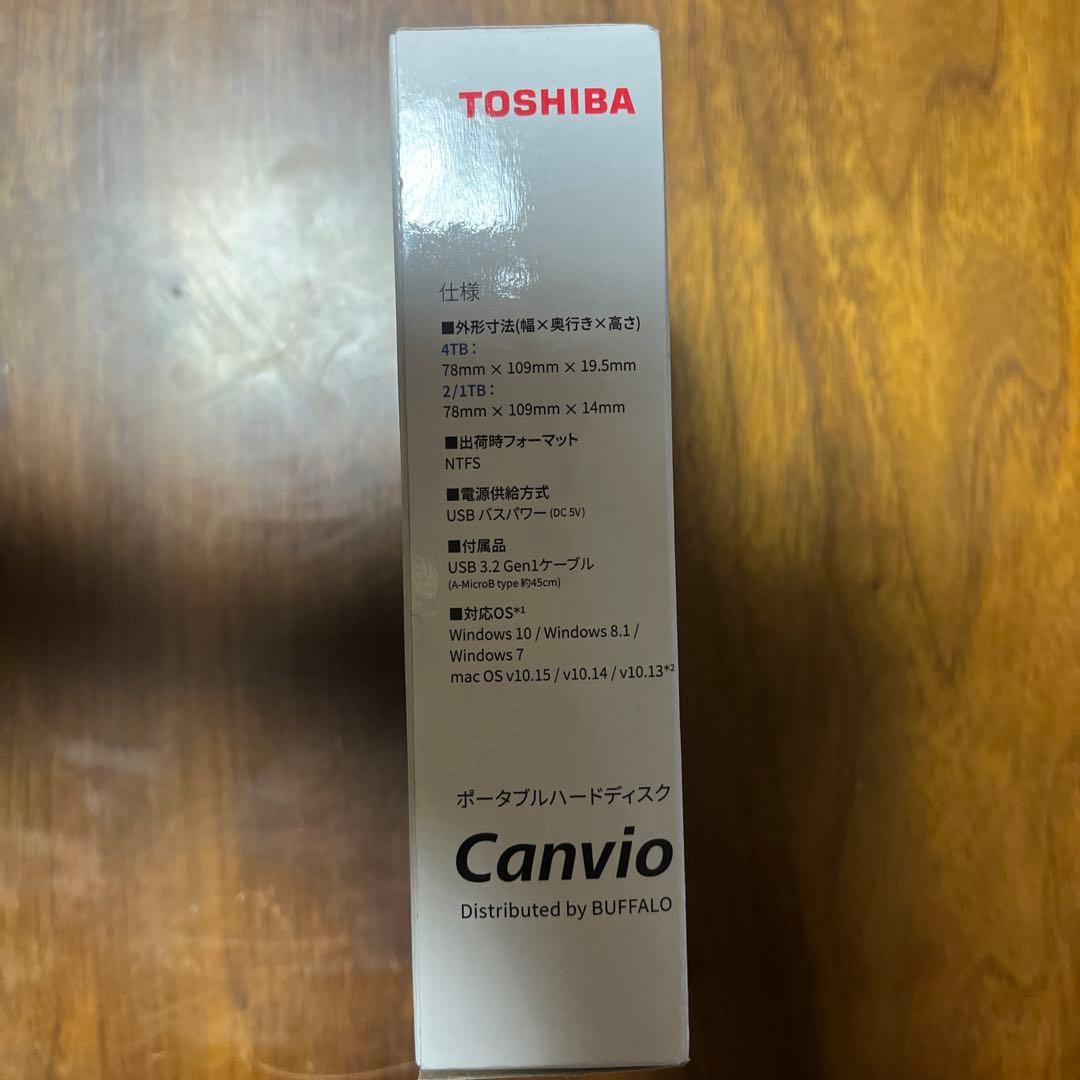 TOSHIBA
仕様
■外形寸法(幅×奥行き×高さ)
4TB：
78mm × 109mm × 19.5mm
2/1TB：
78mm × 109mm × 14mm
■出荷時フォーマット
NTFS
■電源供給方式
USB バスパワー (DC 5V)
■付属品
USB 3.2 Gen1ケーブル
(A-MicroB type 約45cm)
■対応OS*1
Windows 10 / Windows 8.1 /
Windows 7
mac OS v10.15 / v10.14 / v10.13*2
ポータブルハードディスク
Canvio
Distributed by BUFFALO